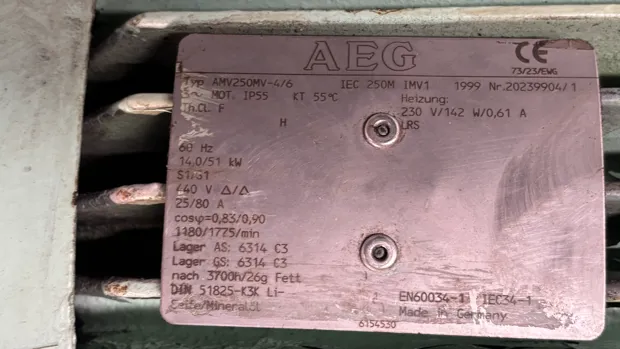 AEG
CE
73/23/EWG
Typ AMV250MV-4/6 IEC 250M IMV1 1999 Nr.20239904/1
3~ MOT. IP55 KT 55°C Heizung:
Th.CL F 230 V/142 W/0,61 A
H LRS
60 Hz
14,0/51 kW
S1/S1
440 V △/△
25/80 A
cosφ=0,83/0,90
1180/1775/min
Lager AS: 6314 C3
Lager GS: 6314 C3
nach 3700h/26g Fett
DIN 51825-K3K Li- EN60034-1 IEC34-1
Seife/Mineralöl Made in Germany
6154530